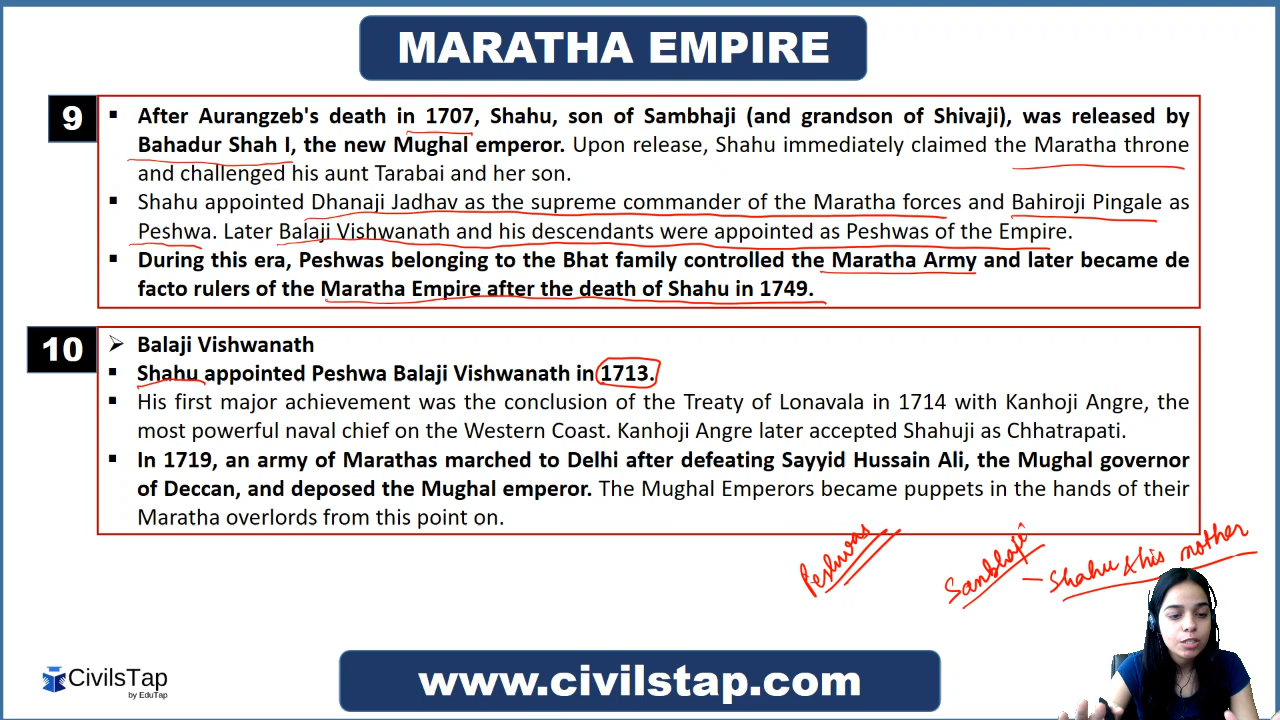 MARATHA EMPIRE
9
▪ After Aurangzeb's death in 1707, Shahu, son of Sambhaji (and grandson of Shivaji), was released by
Bahadur Shah I, the new Mughal emperor. Upon release, Shahu immediately claimed the Maratha throne
and challenged his aunt Tarabai and her son.
▪ Shahu appointed Dhanaji Jadhav as the supreme commander of the Maratha forces and Bahiroji Pingale as
Peshwa. Later Balaji Vishwanath and his descendants were appointed as Peshwas of the Empire.
▪ During this era, Peshwas belonging to the Bhat family controlled the Maratha Army and later became de
facto rulers of the Maratha Empire after the death of Shahu in 1749.
10
➢ Balaji Vishwanath
▪ Shahu appointed Peshwa Balaji Vishwanath in 1713.
▪ His first major achievement was the conclusion of the Treaty of Lonavala in 1714 with Kanhoji Angre, the
most powerful naval chief on the Western Coast. Kanhoji Angre later accepted Shahuji as Chhatrapati.
▪ In 1719, an army of Marathas marched to Delhi after defeating Sayyid Hussain Ali, the Mughal governor
of Deccan, and deposed the Mughal emperor. The Mughal Emperors became puppets in the hands of their
Maratha overlords from this point on.
Peshwas
Sambhaji – Shahu & his mother
CivilsTap
by EduTap
www.civilstap.com